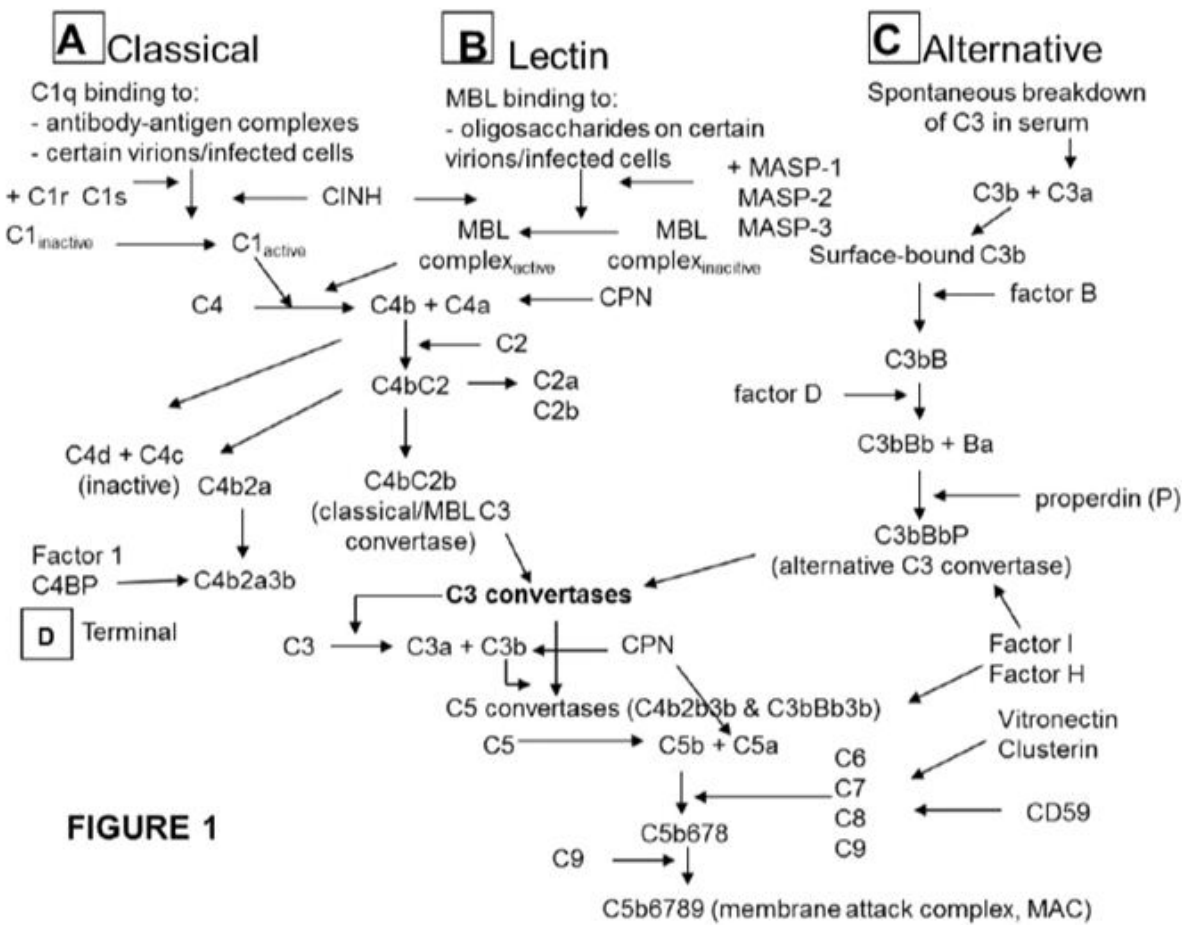 A Classical
C1q binding to:
- antibody-antigen complexes
- certain virions/infected cells
+ C1r C1s
C1inactive
C1active
CINH
B Lectin
MBL binding to:
- oligosaccharides on certain
virions/infected cells
+ MASP-1
MASP-2
MASP-3
MBL
complexactive
MBL
complexinacitive
C4
C4b + C4a
CPN
C2
C4bC2
C2a
C2b
C4d + C4c
(inactive)
C4b2a
C4bC2b
(classical/MBL C3
convertase)
Factor 1
C4BP
C4b2a3b
C Alternative
Spontaneous breakdown
of C3 in serum
C3b + C3a
Surface-bound C3b
factor B
C3bB
factor D
C3bBb + Ba
properdin (P)
C3bBbP
(alternative C3 convertase)
D Terminal
C3 convertases
C3
C3a + C3b
CPN
Factor I
Factor H
C5 convertases (C4b2b3b & C3bBb3b)
C5
C5b + C5a
Vitronectin
Clusterin
C6
C7
C8
C9
CD59
C5b678
C9
C5b6789 (membrane attack complex, MAC)
FIGURE 1